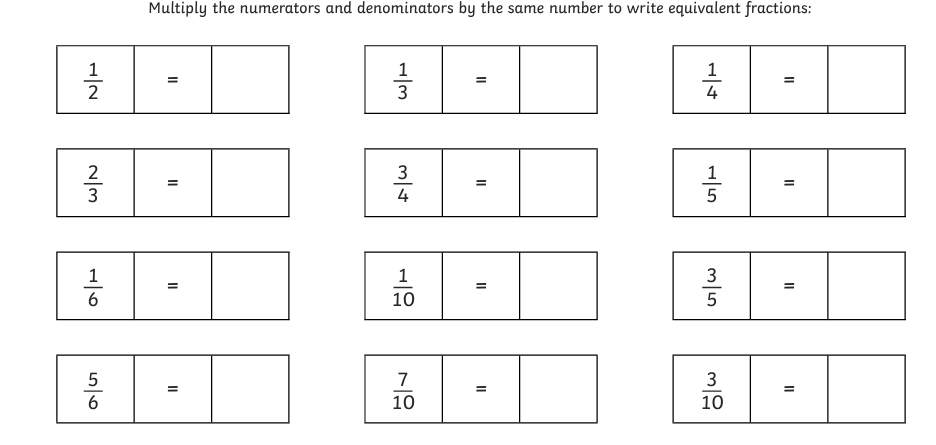 Multiply the numerators and denominators by the same number to write equivalent fractions:
1/2 = 1/3 = 1/4 =
2/3 = 3/4 = 1/5 =
1/6 = 1/10 = 3/5 =
5/6 = 7/10 = 3/10 =